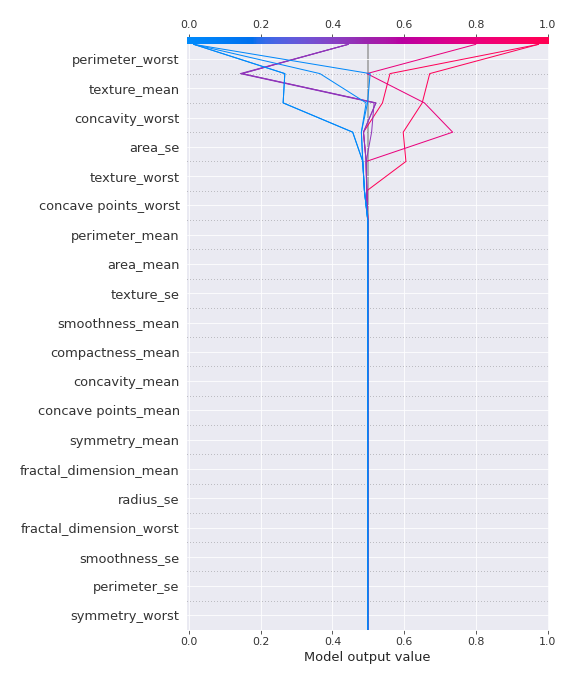 0.0 0.2 0.4 0.6 0.8 1.0
perimeter_worst
texture_mean
concavity_worst
area_se
texture_worst
concave points_worst
perimeter_mean
area_mean
texture_se
smoothness_mean
compactness_mean
concavity_mean
concave points_mean
symmetry_mean
fractal_dimension_mean
radius_se
fractal_dimension_worst
smoothness_se
perimeter_se
symmetry_worst
0.0 0.2 0.4 0.6 0.8 1.0
Model output value